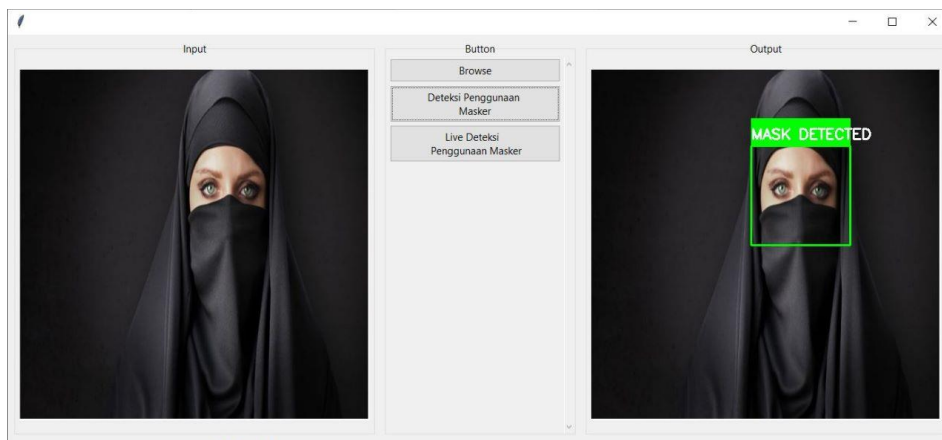 Input
Button
Output
Browse
Deteksi Penggunaan
Masker
Live Deteksi
Penggunaan Masker
MASK DETECTED